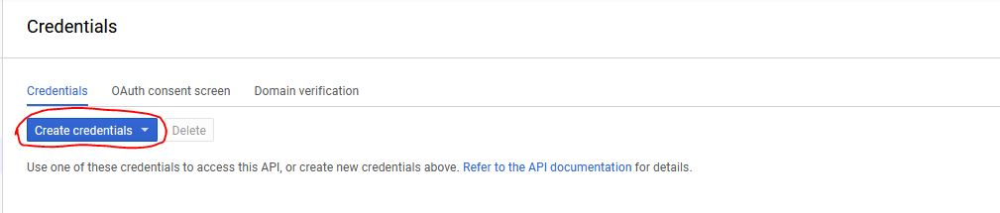 Credentials
Credentials OAuth consent screen Domain verification
Create credentials Delete
Use one of these credentials to access this API, or create new credentials above. Refer to the API documentation for details.